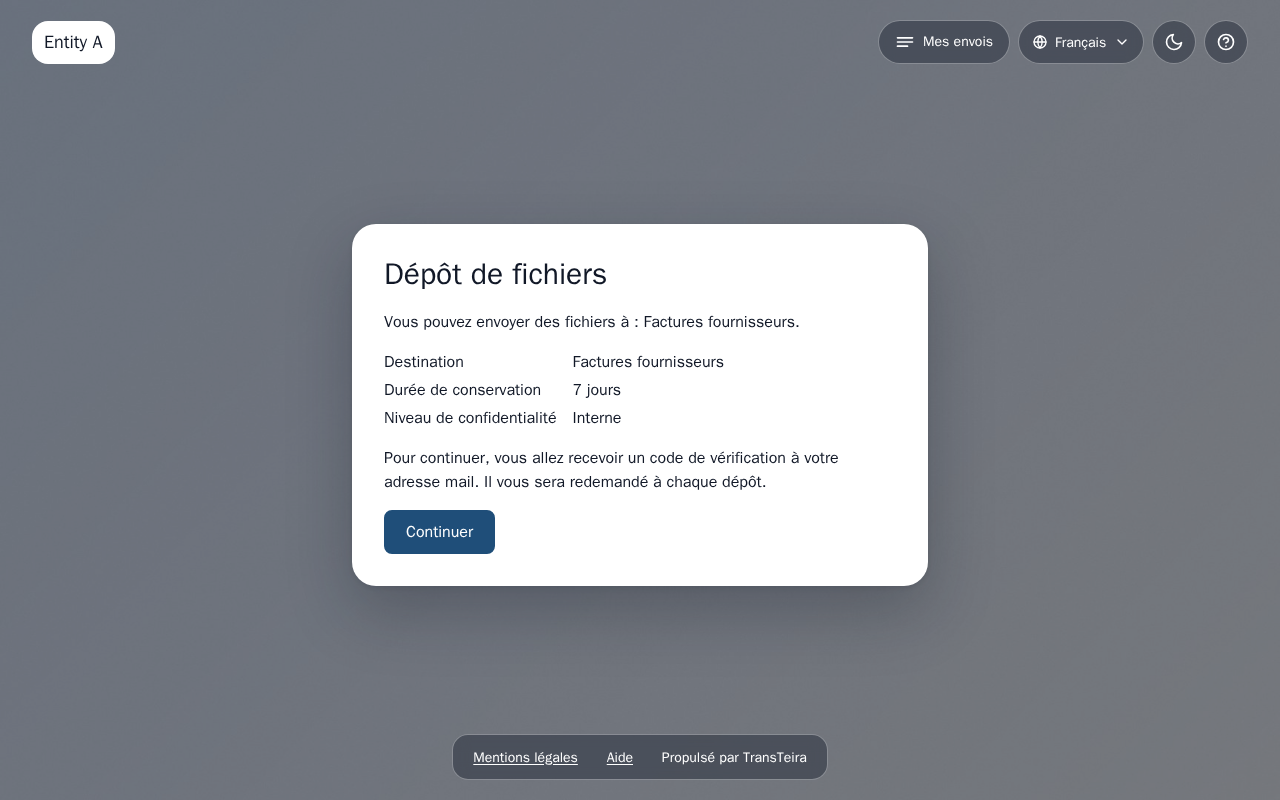 Entity A
Mes envois
Français
Dépôt de fichiers
Vous pouvez envoyer des fichiers à : Factures fournisseurs.
Destination Factures fournisseurs
Durée de conservation 7 jours
Niveau de confidentialité Interne
Pour continuer, vous allez recevoir un code de vérification à votre
adresse mail. Il vous sera redemandé à chaque dépôt.
Continuer
Mentions légales Aide Propulsé par TransTeira